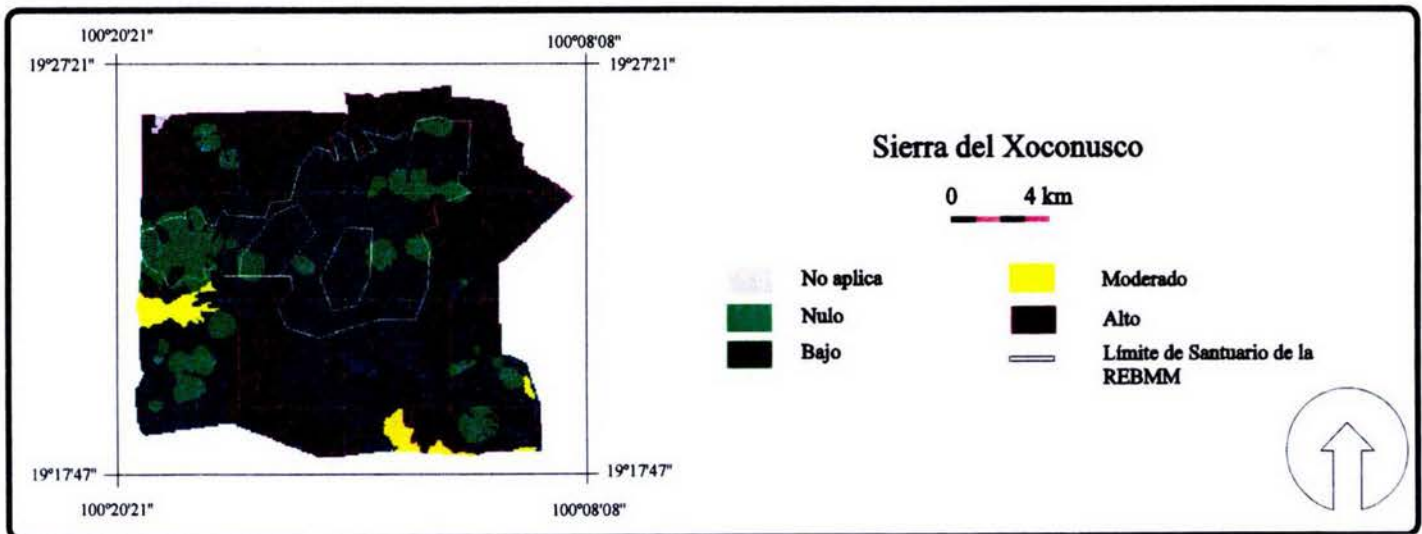 100°20'21" 100°08'08"
19°27'21" 19°27'21"
Sierra del Xoconusco
0 4 km
No aplica Moderado
Nulo Alto
Bajo Límite de Santuario de la
REBMM
19°17'47" 19°17'47"
100°20'21" 100°08'08"